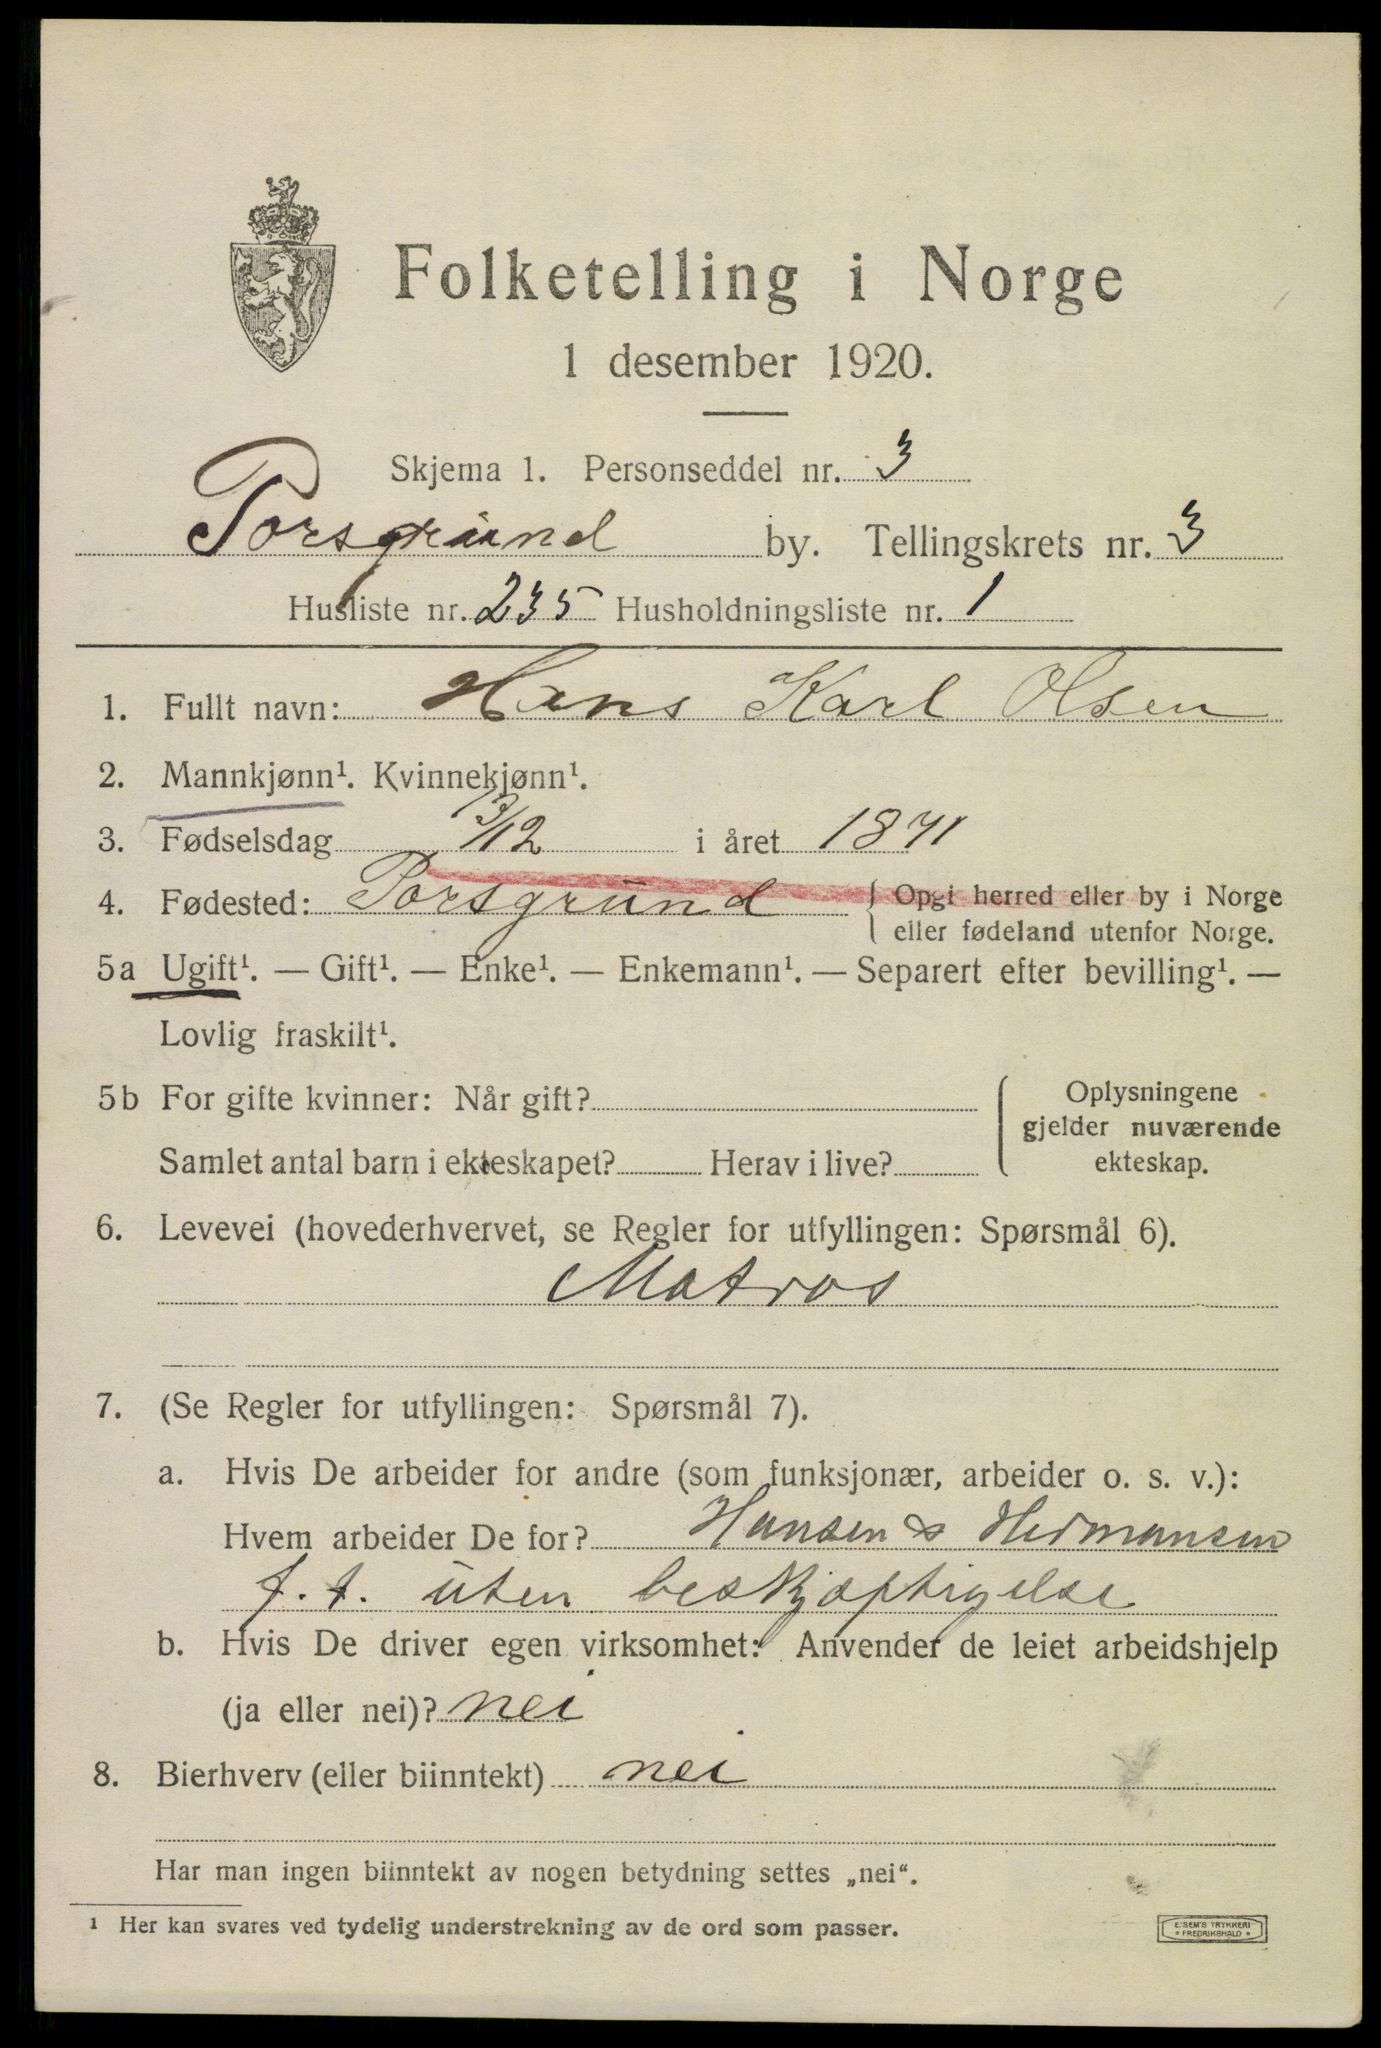 Folketelling i Norge
1 desember 1920.
Skjema 1. Personseddel nr. 3
Porsgrund by. Tellingskrets nr. 3
Husliste nr. 235 Husholdningsliste nr. 1
1. Fullt navn: Hans Karl Olsen
2. Mannkjønn¹. Kvinnekjønn¹.
3. Fødselsdag 13/12 i året 1871
4. Fødested: Porsgrund { Opgi herred eller by i Norge
eller fødeland utenfor Norge.
5a Ugift¹. — Gift¹. — Enke¹. — Enkemann¹. — Separert efter bevilling¹. —
Lovlig fraskilt¹.
5b For gifte kvinner: Når gift? { Oplysningene
gjelder nuværende
Samlet antal barn i ekteskapet? Herav i live? ekteskap.
6. Levevei (hovederhvervet, se Regler for utfyllingen: Spørsmål 6).
Matros
7. (Se Regler for utfyllingen: Spørsmål 7).
a. Hvis De arbeider for andre (som funksjonær, arbeider o. s. v.):
Hvem arbeider De for? Hansen & Hermansen
f. t. uten beskjæftigelse
b. Hvis De driver egen virksomhet: Anvender de leiet arbeidshjelp
(ja eller nei)? nei
8. Bierhverv (eller biinntekt) nei
Har man ingen biinntekt av nogen betydning settes „nei“.
¹ Her kan svares ved tydelig understrekning av de ord som passer.
E. SEM'S TRYKKERI
* FREDRIKSHALD *